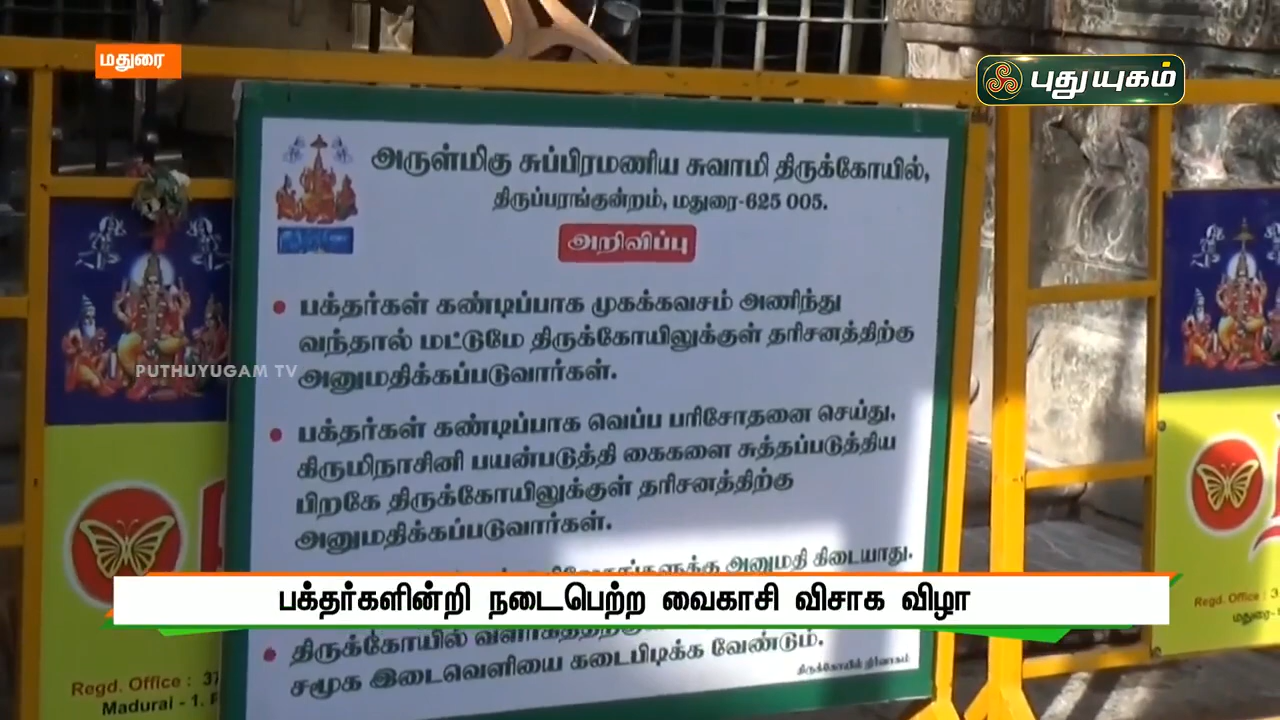 மதுரை
புதுயுகம்
அருள்மிகு சுப்பிரமணிய சுவாமி திருக்கோயில்,
திருப்பரங்குன்றம், மதுரை-625 005.
அறிவிப்பு
• பக்தர்கள் கண்டிப்பாக முகக்கவசம் அணிந்து
வந்தால் மட்டுமே திருக்கோயிலுக்குள் தரிசனத்திற்கு
அனுமதிக்கப்படுவார்கள்.
PUTHUYUGAM TV
• பக்தர்கள் கண்டிப்பாக வெப்ப பரிசோதனை செய்து,
கிருமிநாசினி பயன்படுத்தி கைகளை சுத்தப்படுத்திய
பிறகே திருக்கோயிலுக்குள் தரிசனத்திற்கு
அனுமதிக்கப்படுவார்கள்.
அனுமதி கிடையாது.
பக்தர்களின்றி நடைபெற்ற வைகாசி விசாக விழா
• திருக்கோயில்
சமூக இடைவெளியை கடைபிடிக்க வேண்டும்.
திருக்கோயில் நிர்வாகம்
Regd. Office : 37
Madurai - 1.
Regd. Office : 3
மதுரை-